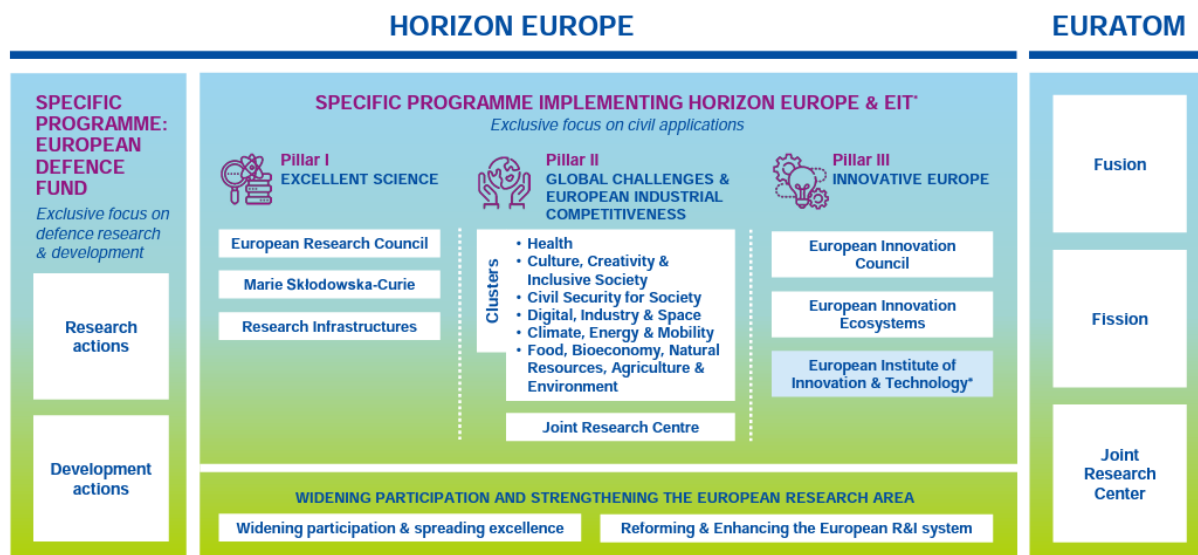 HORIZON EUROPE
EURATOM
SPECIFIC
PROGRAMME:
EUROPEAN
DEFENCE
FUND
Exclusive focus on
defence research
& development
Research
actions
Development
actions
SPECIFIC PROGRAMME IMPLEMENTING HORIZON EUROPE & EIT*
Exclusive focus on civil applications
Pillar I
EXCELLENT SCIENCE
European Research Council
Marie Skłodowska-Curie
Research Infrastructures
Pillar II
GLOBAL CHALLENGES &
EUROPEAN INDUSTRIAL
COMPETITIVENESS
Clusters
• Health
• Culture, Creativity &
Inclusive Society
• Civil Security for Society
• Digital, Industry & Space
• Climate, Energy & Mobility
• Food, Bioeconomy, Natural
Resources, Agriculture &
Environment
Joint Research Centre
Pillar III
INNOVATIVE EUROPE
European Innovation
Council
European Innovation
Ecosystems
European Institute of
Innovation & Technology*
WIDENING PARTICIPATION AND STRENGTHENING THE EUROPEAN RESEARCH AREA
Widening participation & spreading excellence
Reforming & Enhancing the European R&I system
Fusion
Fission
Joint
Research
Center